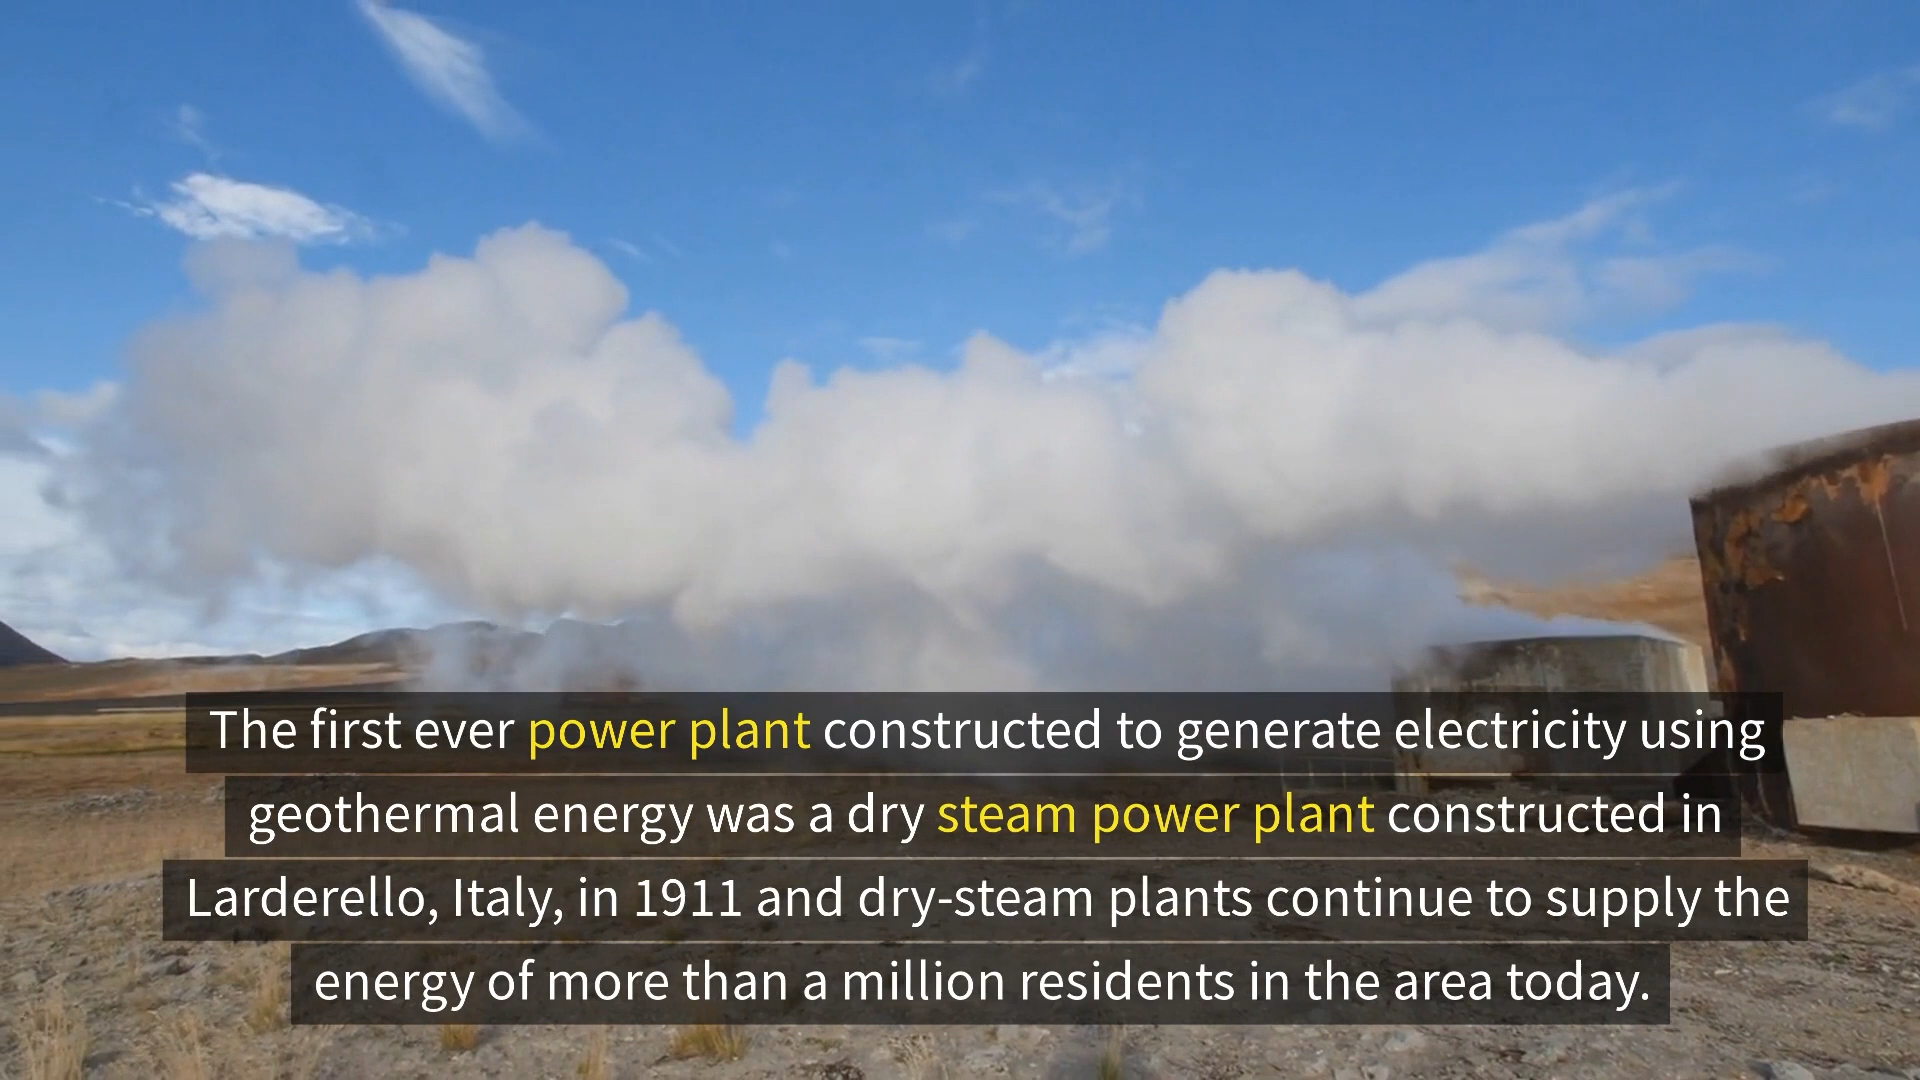 The first ever power plant constructed to generate electricity using
geothermal energy was a dry steam power plant constructed in
Larderello, Italy, in 1911 and dry-steam plants continue to supply the
energy of more than a million residents in the area today.